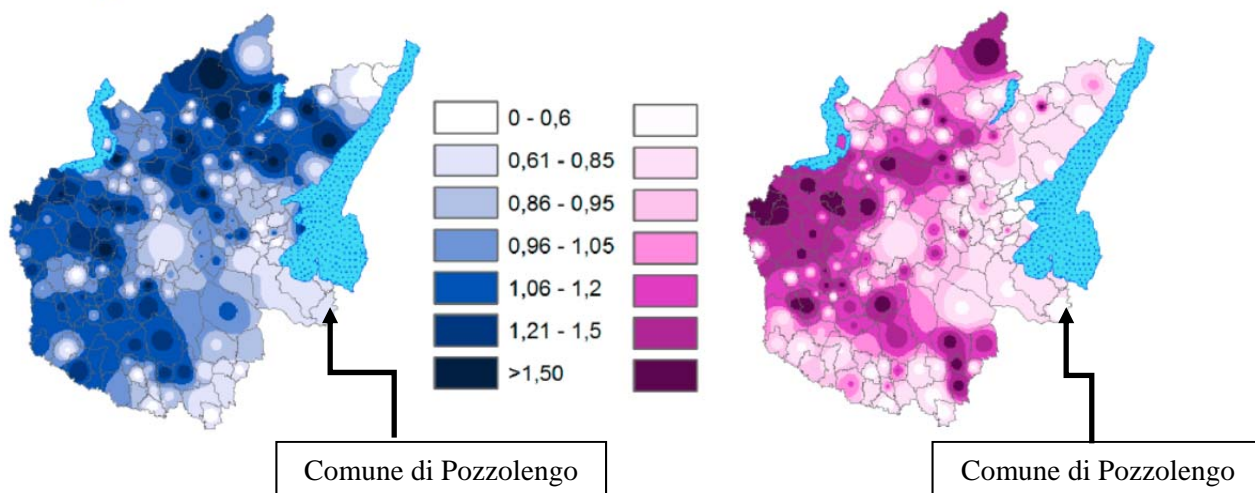 0 - 0,6
0,61 - 0,85
0,86 - 0,95
0,96 - 1,05
1,06 - 1,2
1,21 - 1,5
>1,50
Comune di Pozzolengo
Comune di Pozzolengo